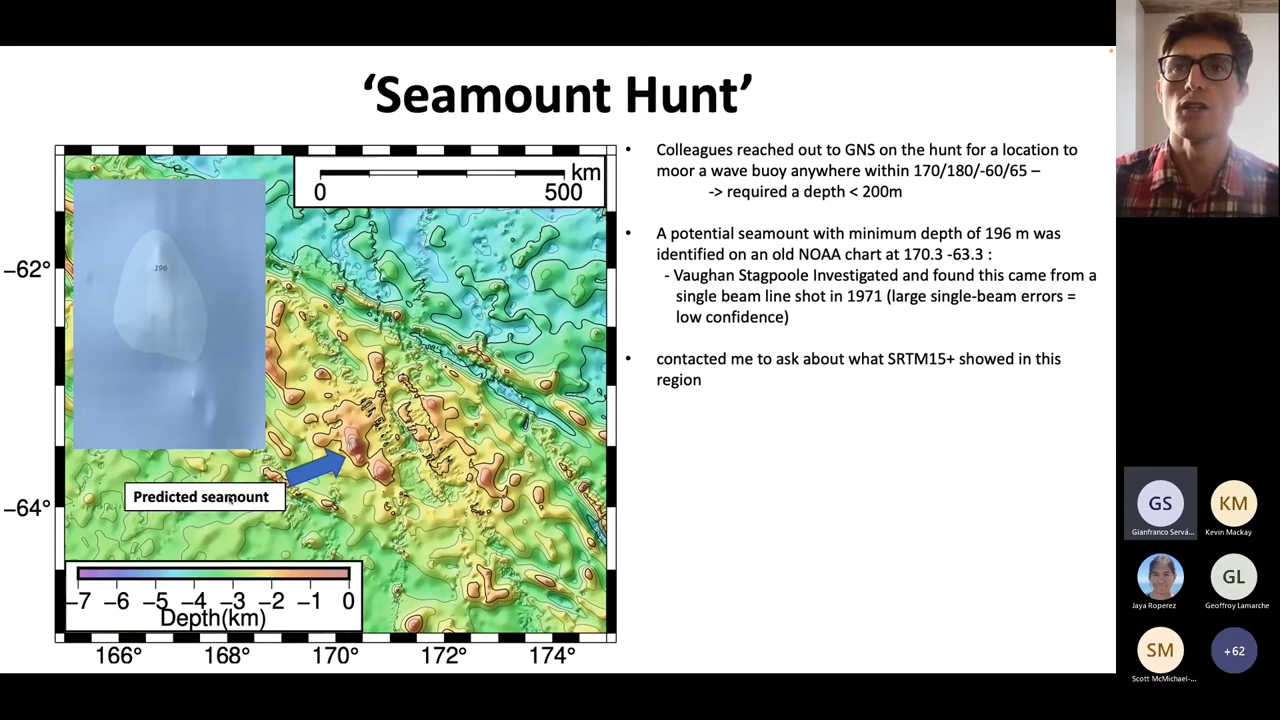 ‘Seamount Hunt’
km
0
500
196
–62°
–64°
Predicted seamount
–7 –6 –5 –4 –3 –2 –1 0
Depth(km)
166° 168° 170° 172° 174°
• Colleagues reached out to GNS on the hunt for a location to
moor a wave buoy anywhere within 170/180/-60/65 –
-> required a depth < 200m
• A potential seamount with minimum depth of 196 m was
identified on an old NOAA chart at 170.3 -63.3 :
- Vaughan Stagpoole Investigated and found this came from a
single beam line shot in 1971 (large single-beam errors =
low confidence)
• contacted me to ask about what SRTM15+ showed in this
region
GS
KM
Gianfranco Servá...
Kevin Mackay
GL
Jaya Roperez
Geoffroy Lamarche
SM
+62
Scott McMichael-...